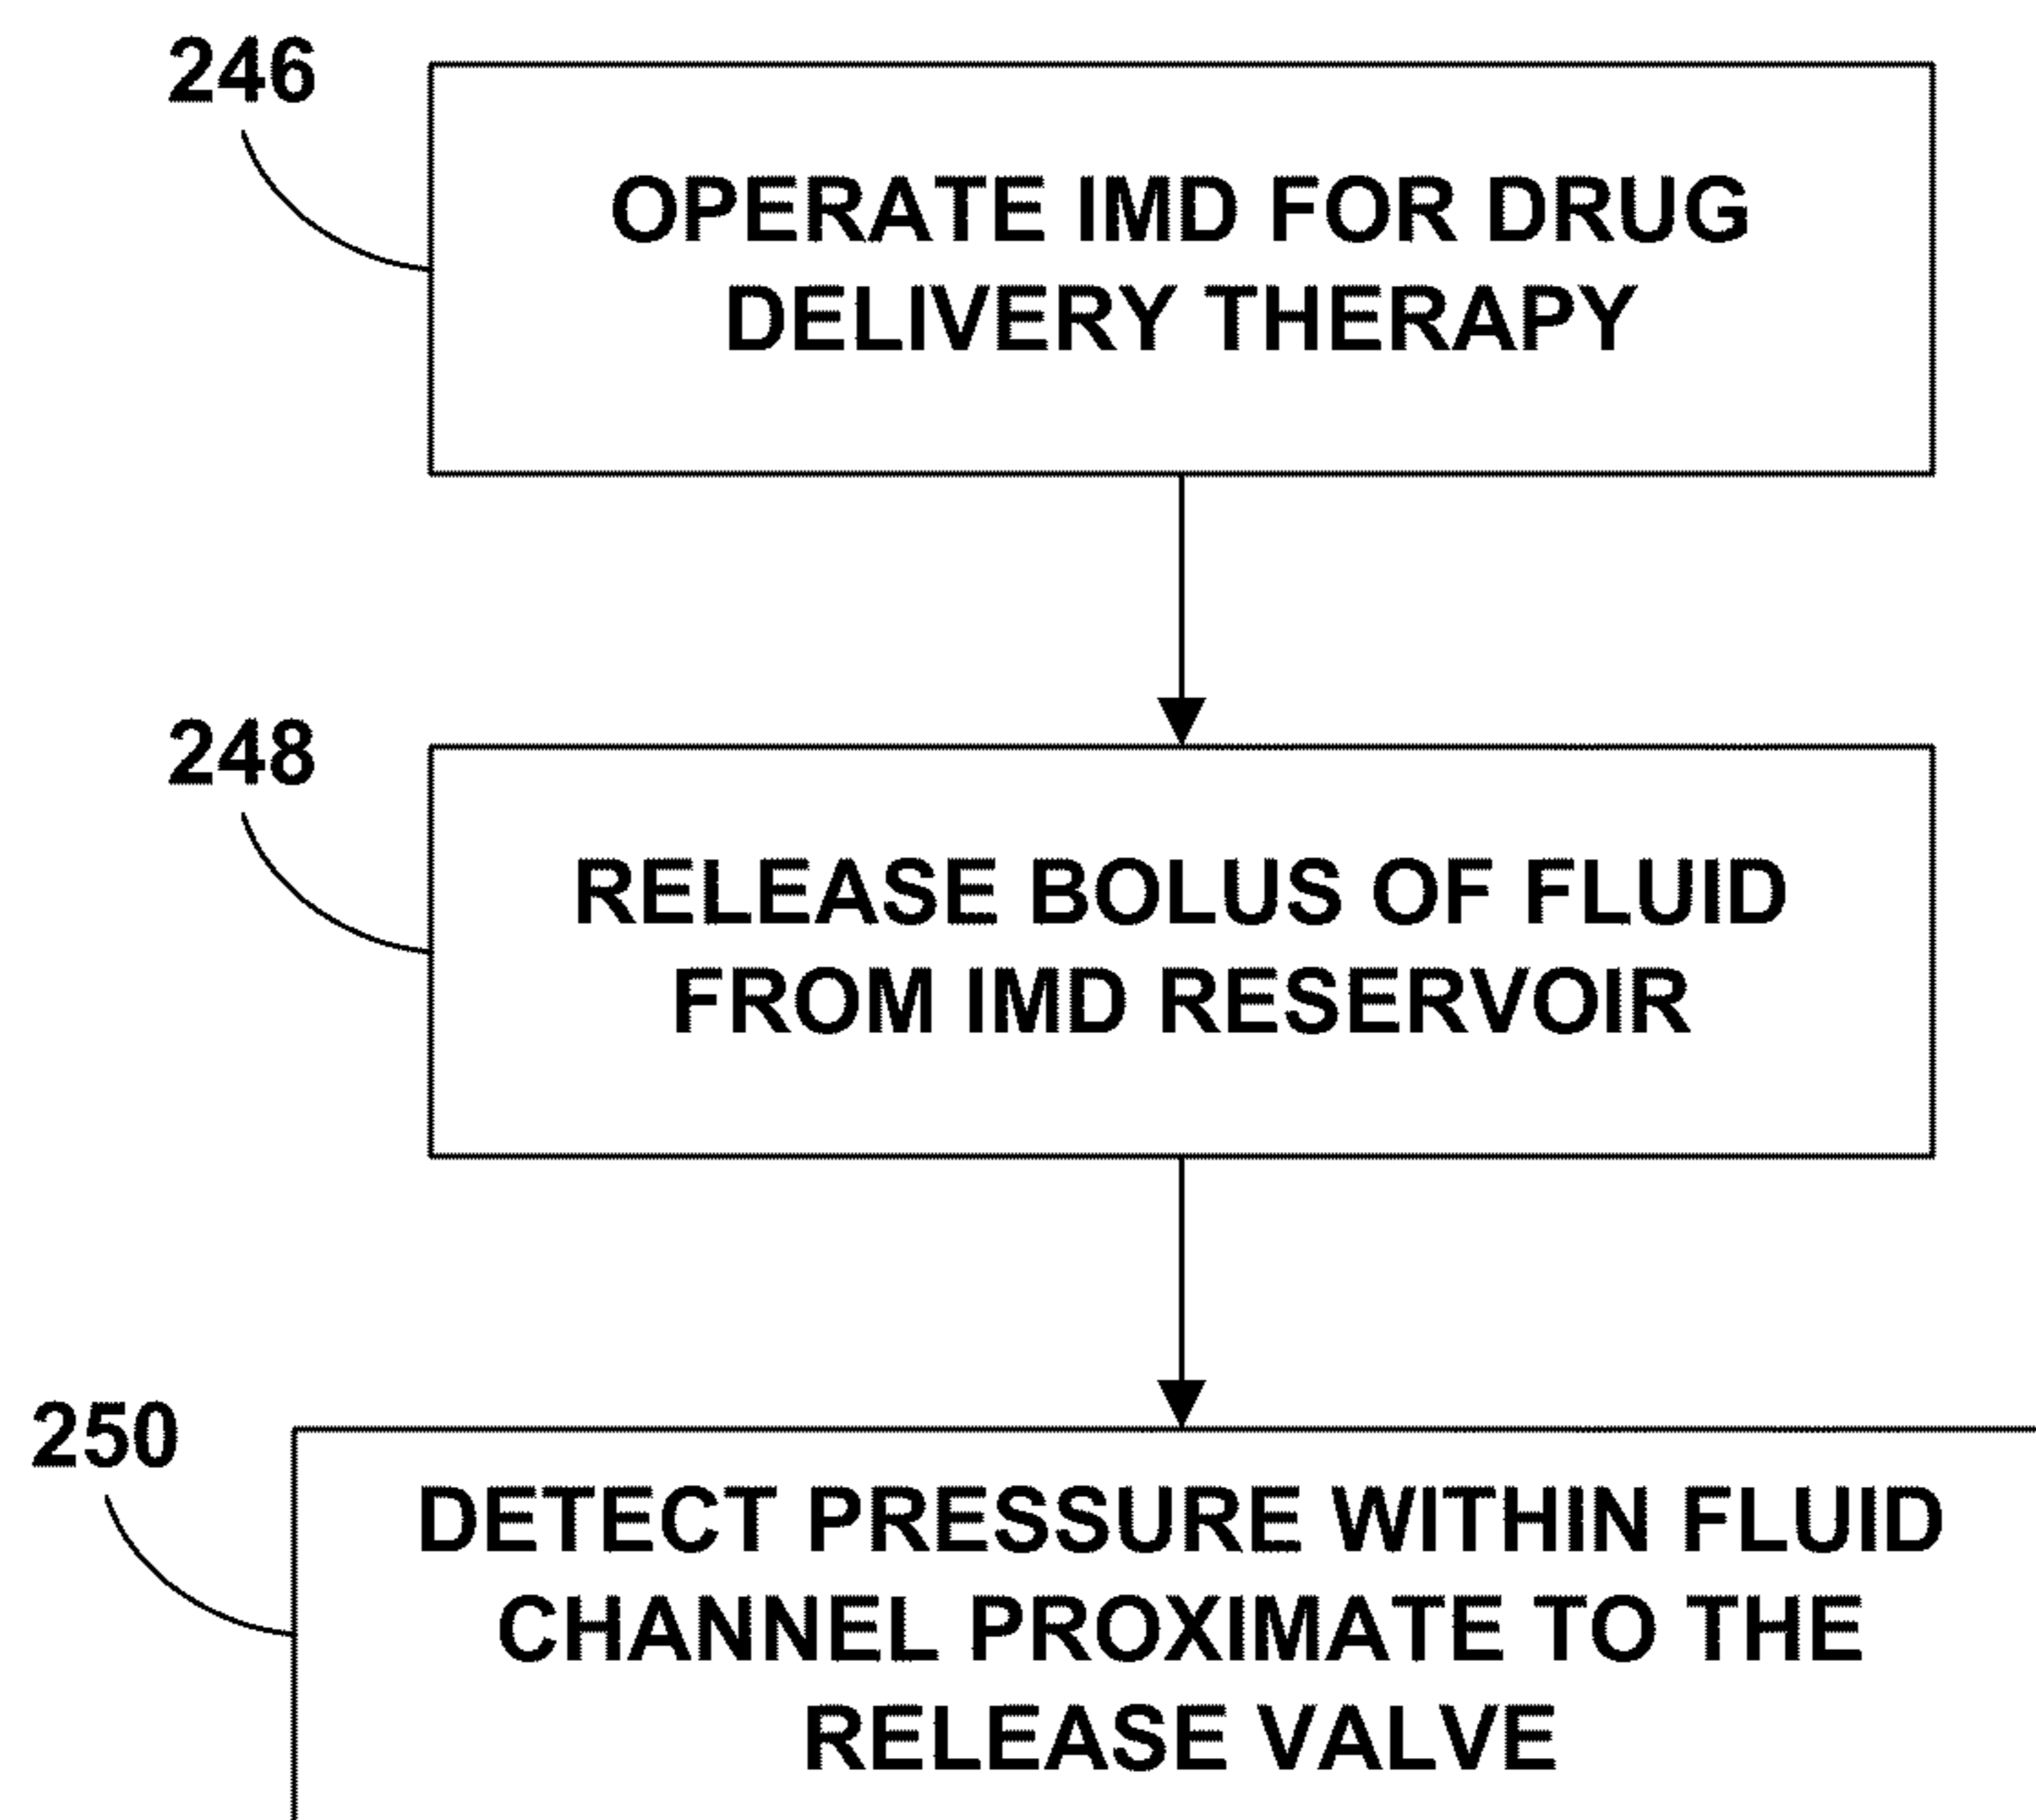 246
OPERATE IMD FOR DRUG
DELIVERY THERAPY
248
RELEASE BOLUS OF FLUID
FROM IMD RESERVOIR
250
DETECT PRESSURE WITHIN FLUID
CHANNEL PROXIMATE TO THE
RELEASE VALVE